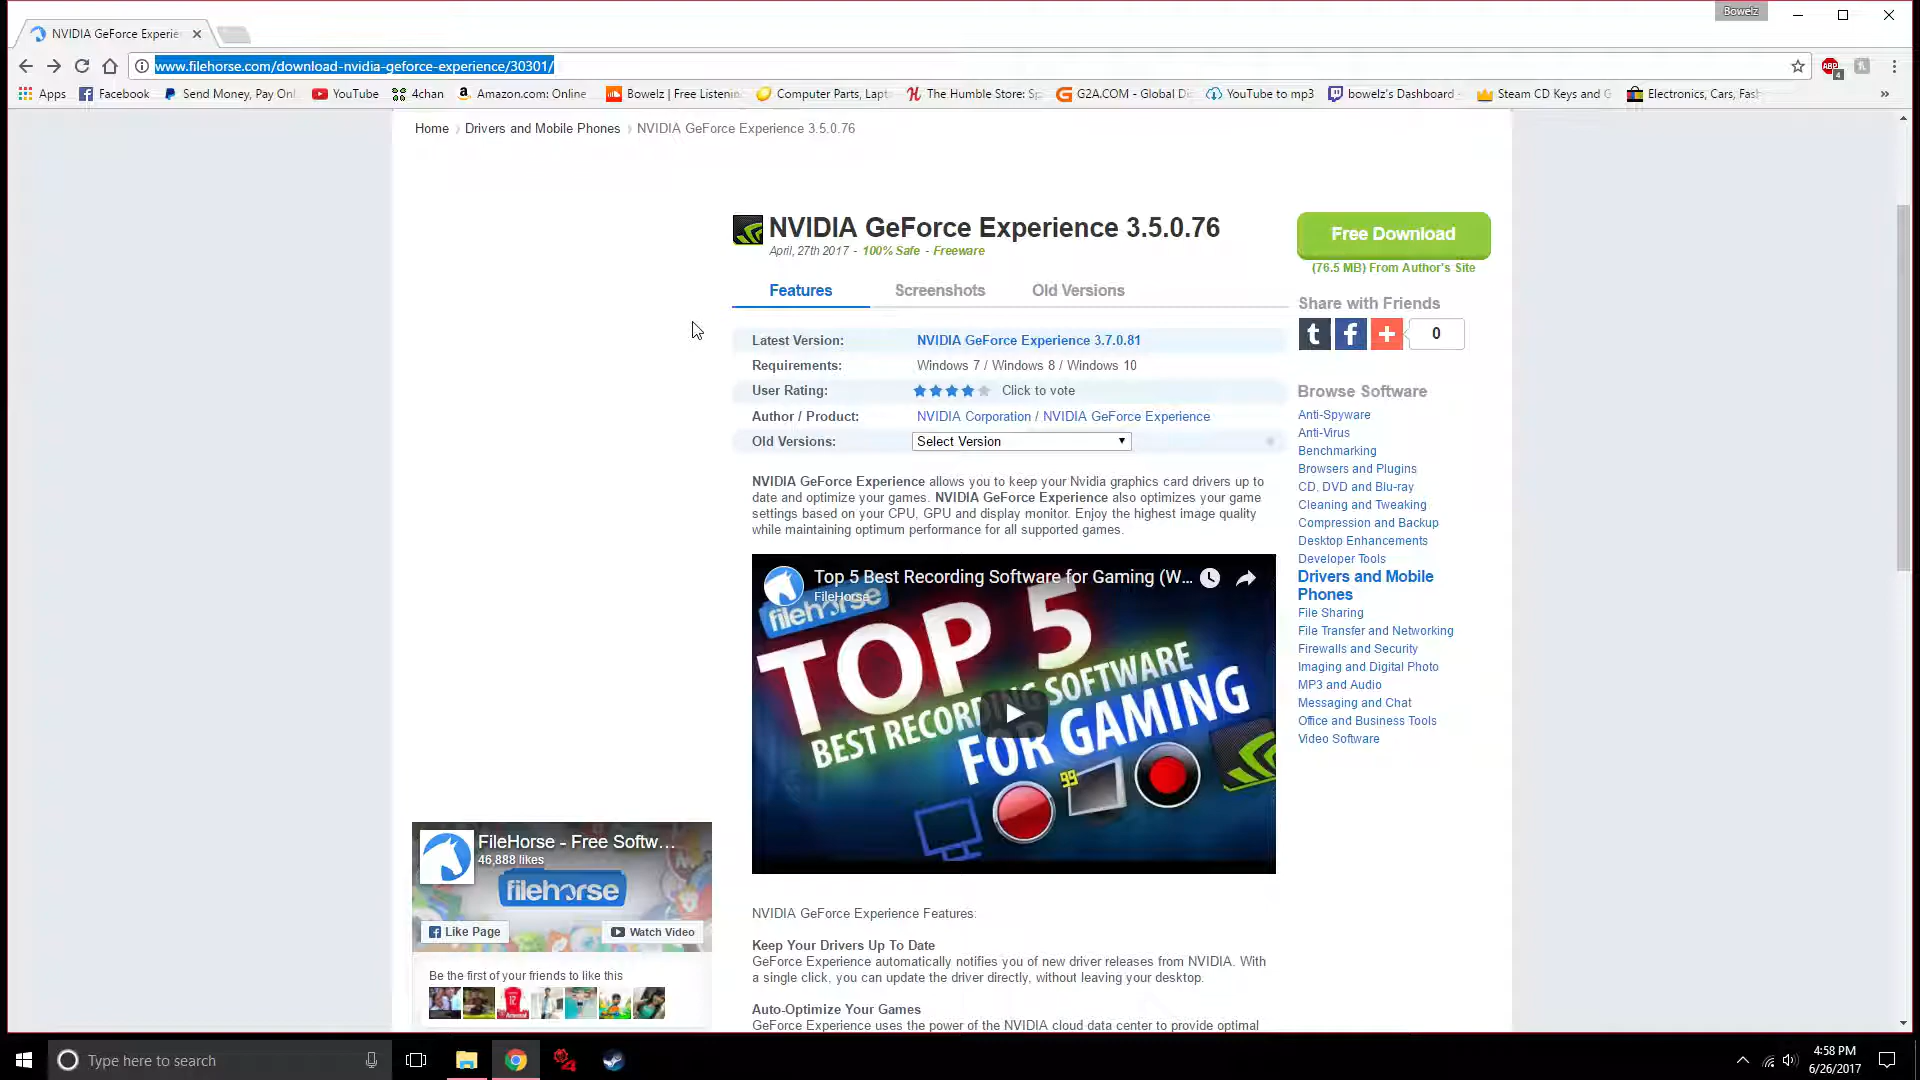 Bowelz
NVIDIA GeForce Experie
www.filehorse.com/download-nvidia-geforce-experience/30301/
ABP
4
Apps
Facebook
Send Money, Pay Onl
YouTube
4chan
Amazon.com: Online
Bowelz | Free Listenin
Computer Parts, Lapt
The Humble Store: Sp
G2A.COM - Global Di
YouTube to mp3
bowelz's Dashboard -
Steam CD Keys and G
Electronics, Cars, Fash
»
Home
Drivers and Mobile Phones
NVIDIA GeForce Experience 3.5.0.76
NVIDIA GeForce Experience 3.5.0.76
April, 27th 2017 - 100% Safe - Freeware
Free Download
(76.5 MB) From Author's Site
Features
Screenshots
Old Versions
Share with Friends
0
Latest Version:
NVIDIA GeForce Experience 3.7.0.81
Requirements:
Windows 7 / Windows 8 / Windows 10
User Rating:
Click to vote
Author / Product:
NVIDIA Corporation / NVIDIA GeForce Experience
Old Versions:
Select Version
NVIDIA GeForce Experience allows you to keep your Nvidia graphics card drivers up to
date and optimize your games. NVIDIA GeForce Experience also optimizes your game
settings based on your CPU, GPU and display monitor. Enjoy the highest image quality
while maintaining optimum performance for all supported games.
Top 5 Best Recording Software for Gaming (W...
FileHorse
filehorse
TOP 5
BEST RECORDING SOFTWARE
FOR GAMING
99
Browse Software
Anti-Spyware
Anti-Virus
Benchmarking
Browsers and Plugins
CD, DVD and Blu-ray
Cleaning and Tweaking
Compression and Backup
Desktop Enhancements
Developer Tools
Drivers and Mobile
Phones
File Sharing
File Transfer and Networking
Firewalls and Security
Imaging and Digital Photo
MP3 and Audio
Messaging and Chat
Office and Business Tools
Video Software
FileHorse - Free Softw...
46,888 likes
filehorse
Like Page
Watch Video
Be the first of your friends to like this
NVIDIA GeForce Experience Features:
Keep Your Drivers Up To Date
GeForce Experience automatically notifies you of new driver releases from NVIDIA. With
a single click, you can update the driver directly, without leaving your desktop.
Auto-Optimize Your Games
GeForce Experience uses the power of the NVIDIA cloud data center to provide optimal
Type here to search
4:58 PM
6/26/2017